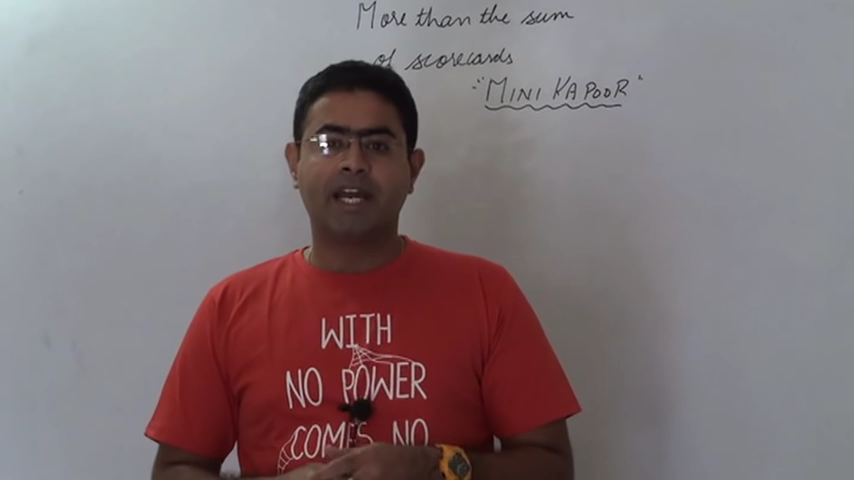 More than the sum
of scorecards
"MINI KAPOOR"
WITH
NO POWER
COMES NO